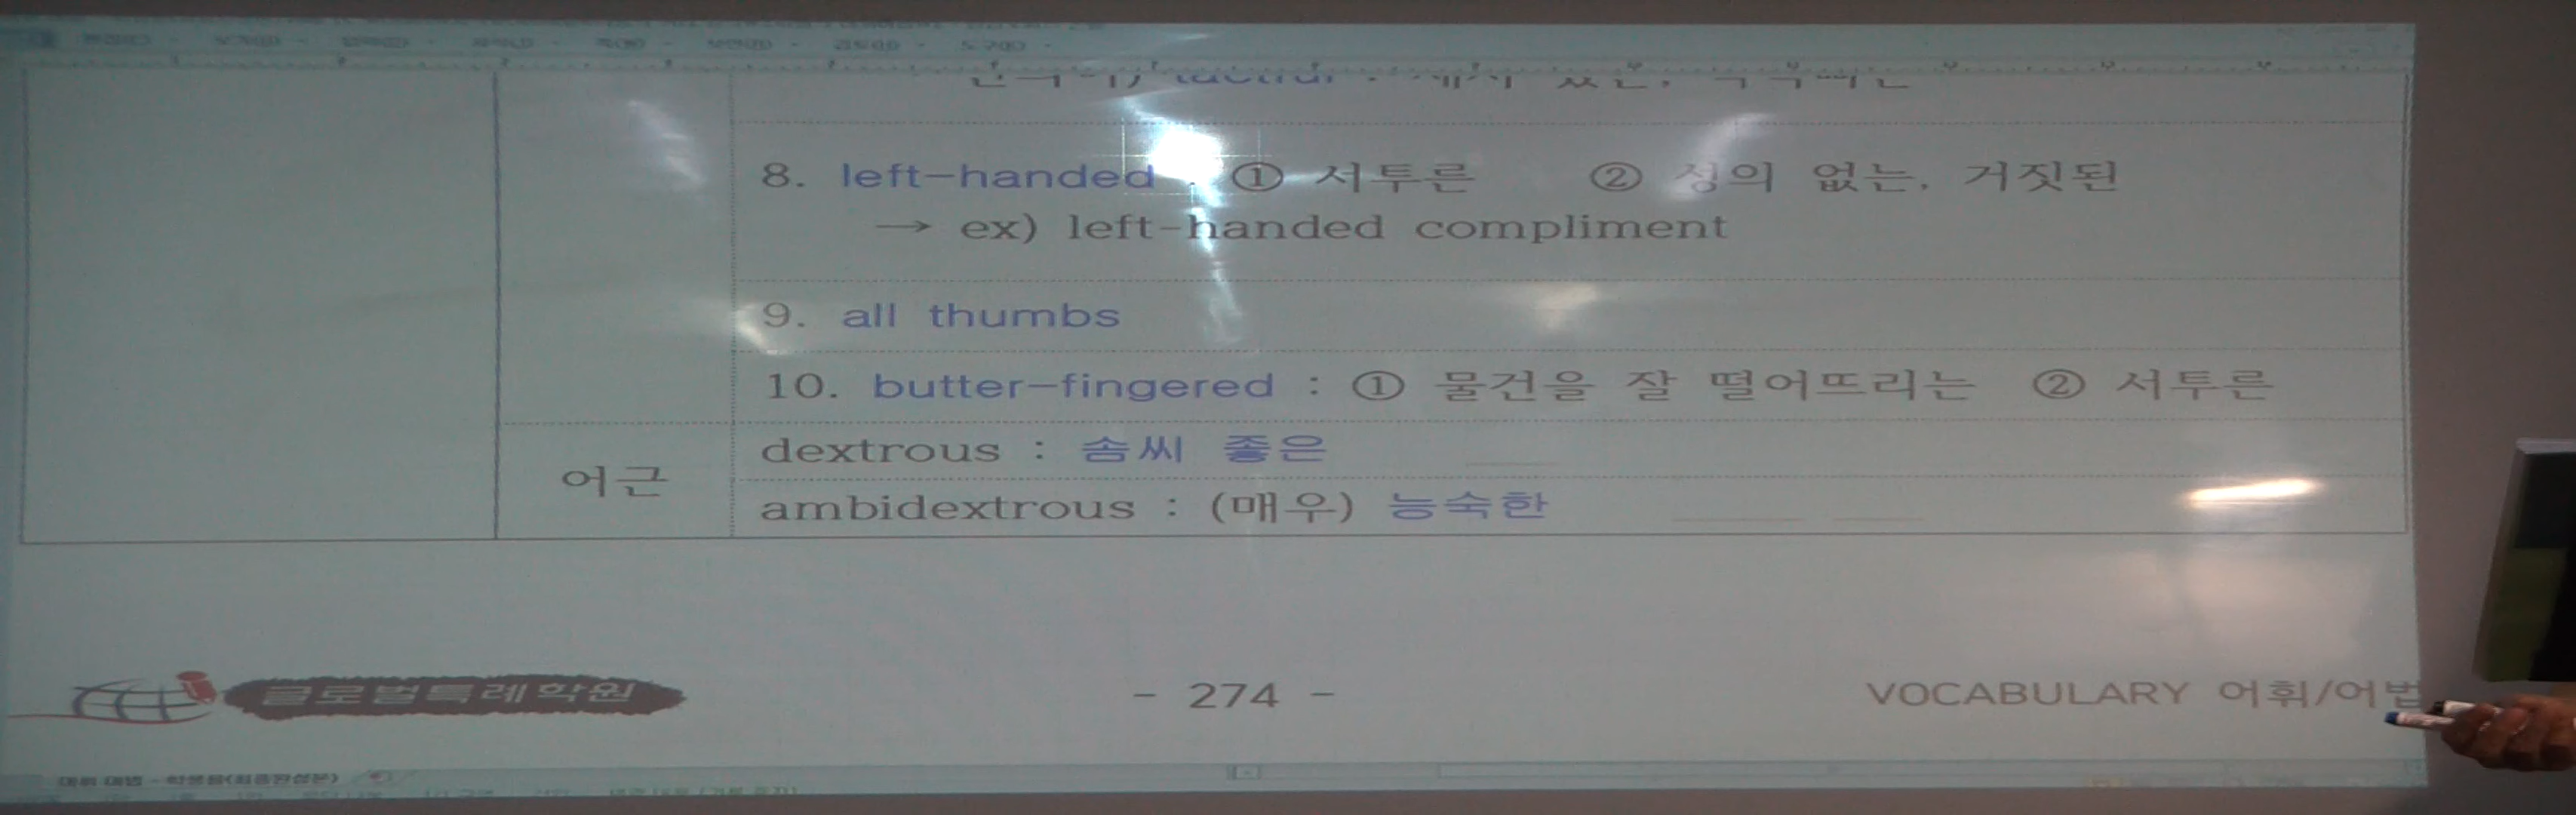 8. left-handed : ① 서투른 ② 성의 없는, 거짓된
→ ex) left-handed compliment
9. all thumbs
10. butter-fingered : ① 물건을 잘 떨어뜨리는 ② 서투른
어근
dextrous : 솜씨 좋은
ambidextrous : (매우) 능숙한
글로벌특례학원
- 274 -
VOCABULARY 어휘/어법